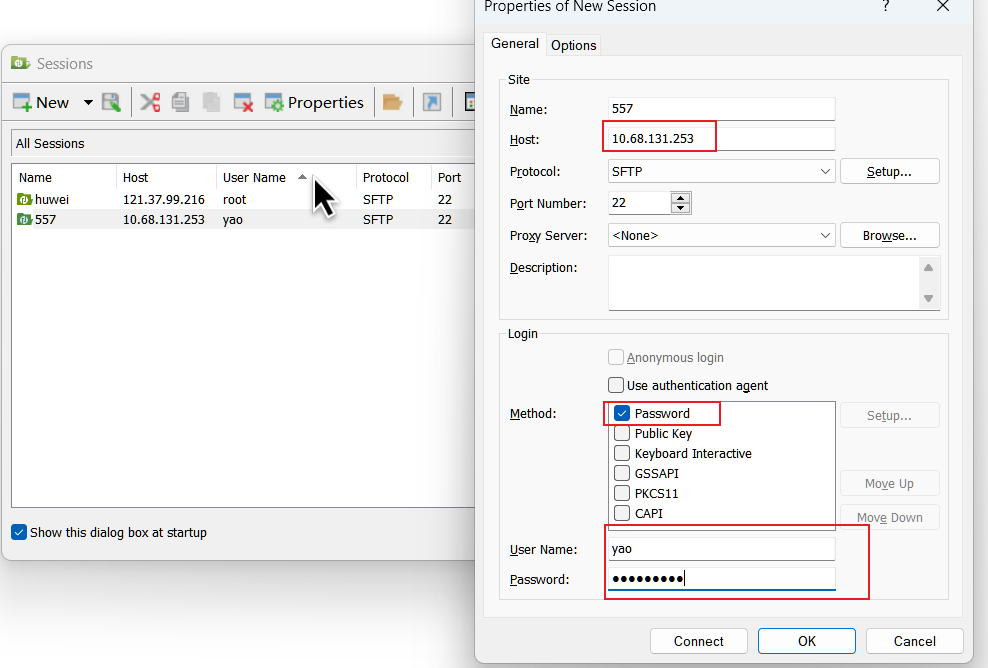 Properties of New Session ?
General Options
Sessions
New Properties
All Sessions
Name Host User Name Protocol Port
huwei 121.37.99.216 root SFTP 22
557 10.68.131.253 yao SFTP 22
Show this dialog box at startup
Site
Name: 557
Host: 10.68.131.253
Protocol: SFTP Setup...
Port Number: 22
Proxy Server: <None> Browse...
Description:
Login
Anonymous login
Use authentication agent
Method: Password Setup...
Public Key
Keyboard Interactive
GSSAPI
PKCS11 Move Up
CAPI Move Down
User Name: yao
Password: ●●●●●●●●●
Connect OK Cancel